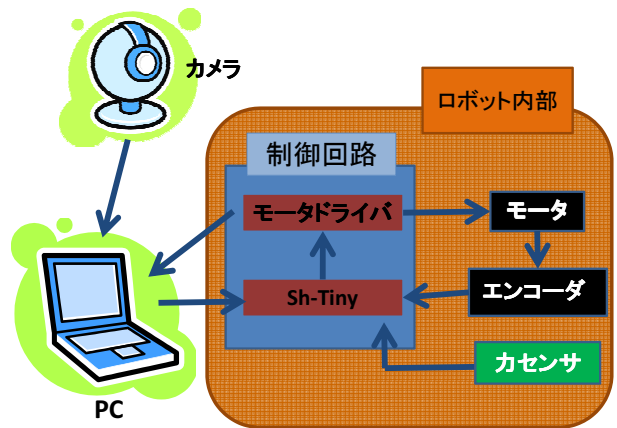 カメラ
ロボット内部
制御回路
モータドライバ
モータ
Sh-Tiny
エンコーダ
力センサ
PC